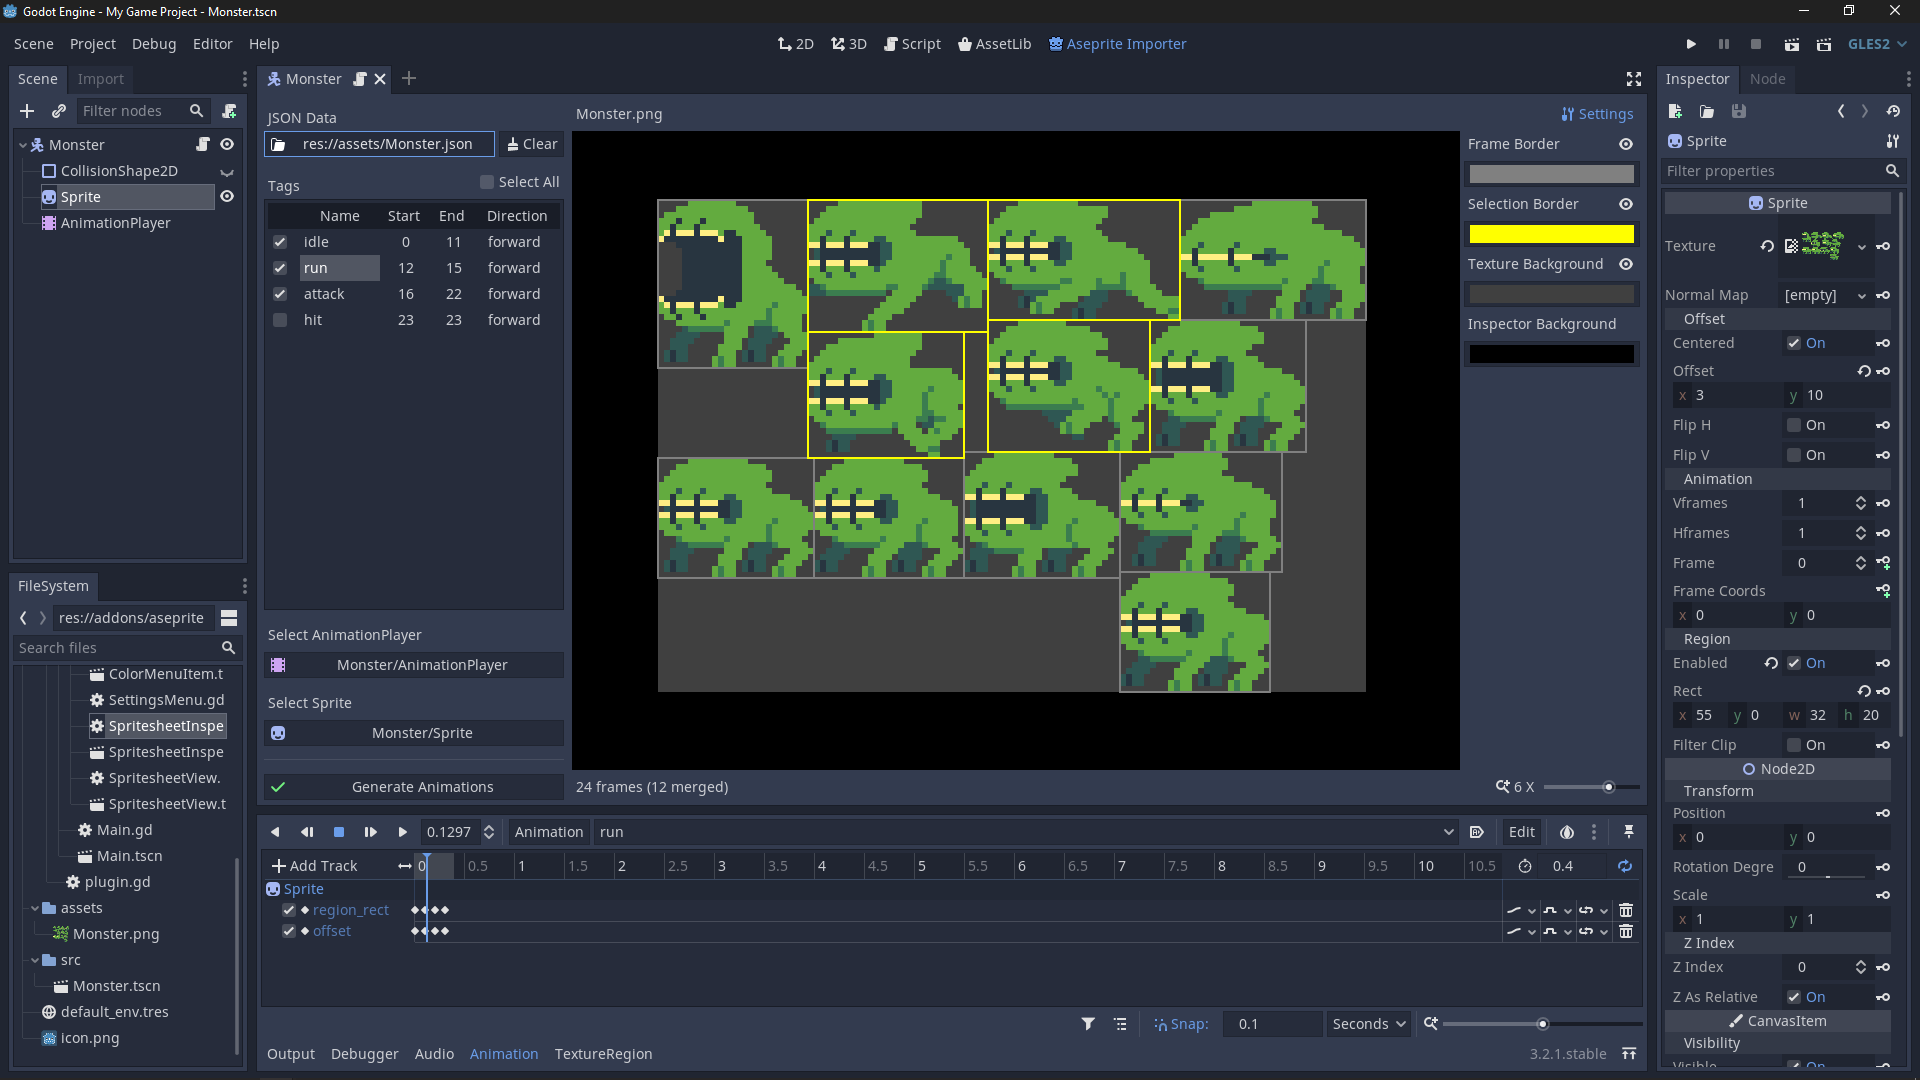 Godot Engine - My Game Project - Monster.tscn
Scene Project Debug Editor Help
2D 3D Script AssetLib Aseprite Importer
GLES2
Scene Import
Filter nodes
Monster
CollisionShape2D
Sprite
AnimationPlayer
FileSystem
res://addons/aseprite
Search files
ColorMenuItem.t
SettingsMenu.gd
SpritesheetInspe
SpritesheetInspe
SpritesheetView.
SpritesheetView.t
Main.gd
Main.tscn
plugin.gd
assets
Monster.png
src
Monster.tscn
default_env.tres
icon.png
Monster
JSON Data
res://assets/Monster.json Clear
Tags Select All
Name Start End Direction
idle 0 11 forward
run 12 15 forward
attack 16 22 forward
hit 23 23 forward
Select AnimationPlayer
Monster/AnimationPlayer
Select Sprite
Monster/Sprite
Generate Animations
Monster.png
Settings
Frame Border
Selection Border
Texture Background
Inspector Background
24 frames (12 merged)
6 X
0.1297 Animation run Edit
Add Track 0 0.5 1 1.5 2 2.5 3 3.5 4 4.5 5 5.5 6 6.5 7 7.5 8 8.5 9 9.5 10 10.5 0.4
Sprite
region_rect
offset
Snap: 0.1 Seconds
Output Debugger Audio Animation TextureRegion
3.2.1.stable
Inspector Node
Sprite
Filter properties
Sprite
Texture
Normal Map [empty]
Offset
Centered On
Offset
x 3 y 10
Flip H On
Flip V On
Animation
Vframes 1
Hframes 1
Frame 0
Frame Coords
x 0 y 0
Region
Enabled On
Rect
x 55 y 0 w 32 h 20
Filter Clip On
Node2D
Transform
Position
x 0 y 0
Rotation Degre 0
Scale
x 1 y 1
Z Index
Z Index 0
Z As Relative On
CanvasItem
Visibility
Visible On